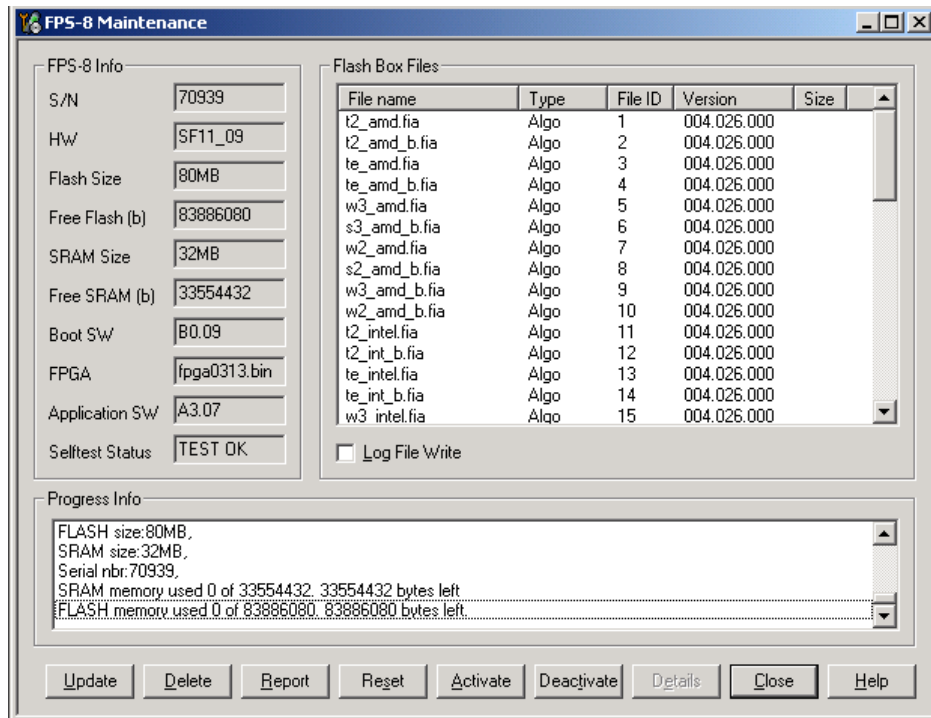 FPS-8 Maintenance
FPS-8 Info
S/N 70939
HW SF11_09
Flash Size 80MB
Free Flash (b) 83886080
SRAM Size 32MB
Free SRAM (b) 33554432
Boot SW B0.09
FPGA fpga0313.bin
Application SW A3.07
Selftest Status TEST OK
Flash Box Files
File name Type File ID Version Size
t2_amd.fia Algo 1 004.026.000
t2_amd_b.fia Algo 2 004.026.000
te_amd.fia Algo 3 004.026.000
te_amd_b.fia Algo 4 004.026.000
w3_amd.fia Algo 5 004.026.000
s3_amd_b.fia Algo 6 004.026.000
w2_amd.fia Algo 7 004.026.000
s2_amd_b.fia Algo 8 004.026.000
w3_amd_b.fia Algo 9 004.026.000
w2_amd_b.fia Algo 10 004.026.000
t2_intel.fia Algo 11 004.026.000
t2_int_b.fia Algo 12 004.026.000
te_intel.fia Algo 13 004.026.000
te_int_b.fia Algo 14 004.026.000
w3_intel.fia Algo 15 004.026.000
Log File Write
Progress Info
FLASH size:80MB,
SRAM size:32MB,
Serial nbr:70939,
SRAM memory used 0 of 33554432. 33554432 bytes left
FLASH memory used 0 of 83886080. 83886080 bytes left.
Update Delete Report Reset Activate Deactivate Details Close Help